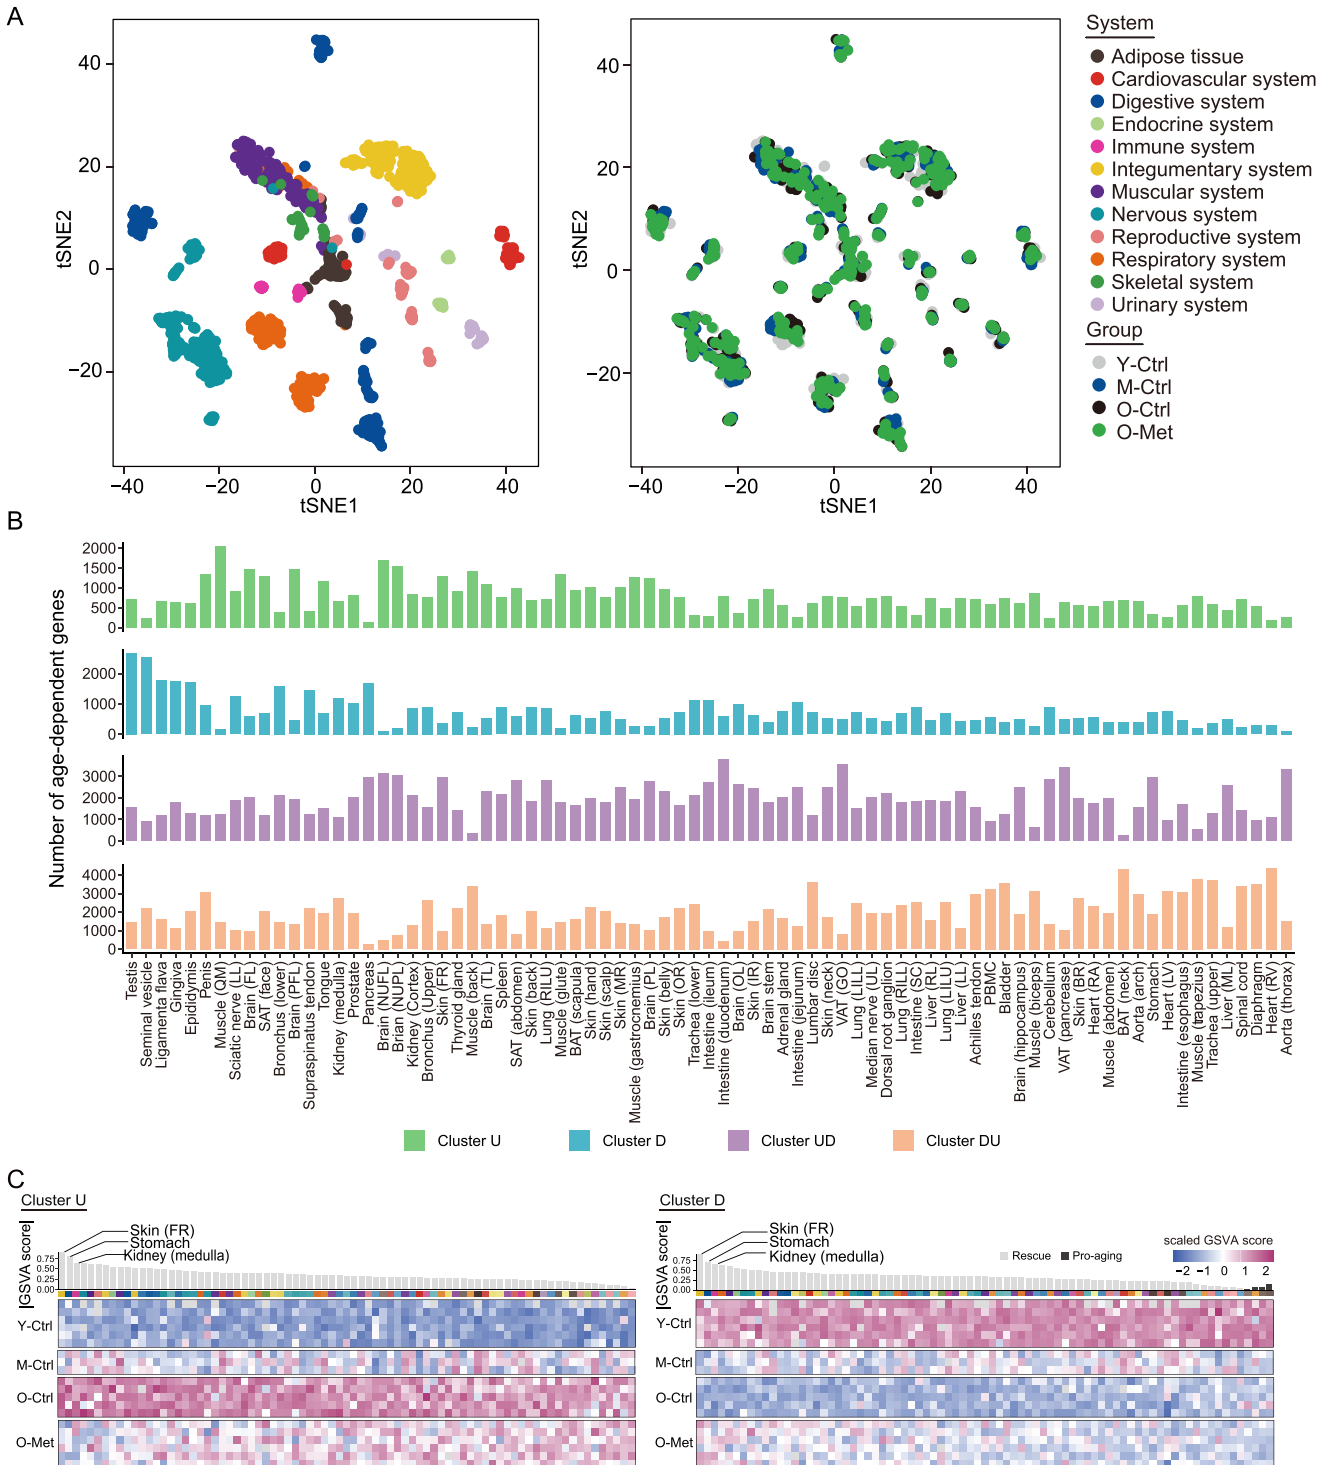 A
40
20
0
−20
tSNE2
−40
−20
0
20
40
tSNE1
40
20
0
−20
−40
−20
0
20
40
tSNE1
System
Adipose tissue
Cardiovascular system
Digestive system
Endocrine system
Immune system
Integumentary system
Muscular system
Nervous system
Reproductive system
Respiratory system
Skeletal system
Urinary system
Group
Y-Ctrl
M-Ctrl
O-Ctrl
O-Met
B
Number of age-dependent genes
2000
1500
1000
500
0
2000
1000
0
3000
2000
1000
0
4000
3000
2000
1000
0
Testis
Seminal vesicle
Ligamenta flava
Gingiva
Epididymis
Penis
Muscle (QM)
Sciatic nerve (LL)
Brain (FL)
SAT (face)
Bronchus (lower)
Brain (PFL)
Supraspinatus tendon
Tongue
Kidney (medulla)
Prostate
Pancreas
Brain (NUFL)
Brian (NUPL)
Kidney (Cortex)
Bronchus (Upper)
Skin (FR)
Thyroid gland
Muscle (back)
Brain (TL)
Spleen
SAT (abdomen)
Skin (back)
Lung (RILU)
Muscle (glute)
BAT (scapula)
Skin (hand)
Skin (scalp)
Skin (MR)
Muscle (gastrocnemius)
Brain (PL)
Skin (belly)
Skin (OR)
Trachea (lower)
Intestine (ileum)
Intestine (duodenum)
Brain (OL)
Skin (IR)
Brain stem
Adrenal gland
Intestine (jejunum)
Lumbar disc
Skin (neck)
VAT (GO)
Lung (LILL)
Median nerve (UL)
Dorsal root ganglion
Lung (RILL)
Intestine (SC)
Liver (RL)
Lung (LILU)
Liver (LL)
Achilles tendon
PBMC
Bladder
Brain (hippocampus)
Muscle (biceps)
Cerebellum
VAT (pancreas)
Skin (BR)
Heart (RA)
Muscle (abdomen)
BAT (neck)
Aorta (arch)
Stomach
Heart (LV)
Intestine (esophagus)
Muscle (trapezius)
Trachea (upper)
Liver (ML)
Spinal cord
Diaphragm
Heart (RV)
Aorta (thorax)
Cluster U
Cluster D
Cluster UD
Cluster DU
C
Cluster U
|GSVA score|
0.75
0.50
0.25
0.00
Skin (FR)
Stomach
Kidney (medulla)
Y-Ctrl
M-Ctrl
O-Ctrl
O-Met
Cluster D
|GSVA score|
0.75
0.50
0.25
0.00
Skin (FR)
Stomach
Kidney (medulla)
Rescue
Pro-aging
scaled GSVA score
−2 −1 0 1 2
Y-Ctrl
M-Ctrl
O-Ctrl
O-Met